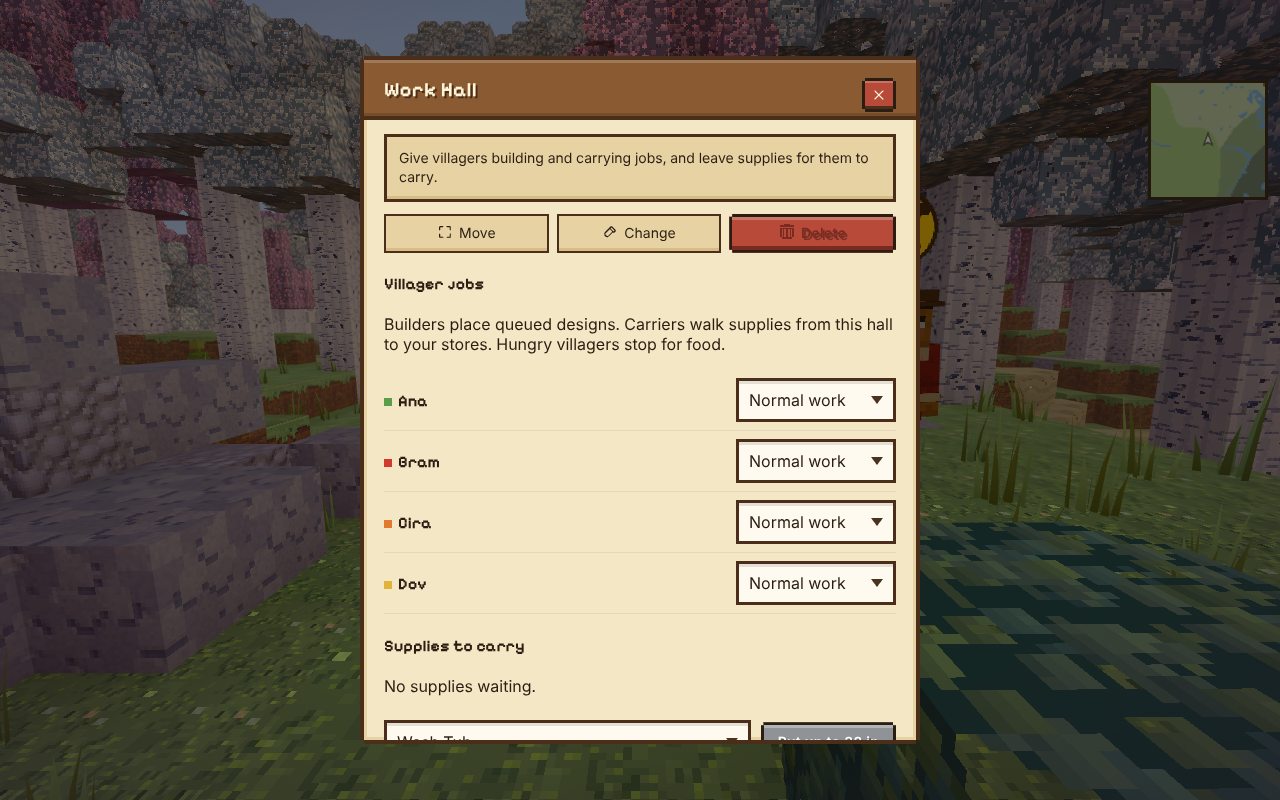 Work Hall
Give villagers building and carrying jobs, and leave supplies for them to
carry.
Move
Change
Delete
Villager jobs
Builders place queued designs. Carriers walk supplies from this hall
to your stores. Hungry villagers stop for food.
Ana
Normal work
Bram
Normal work
Oira
Normal work
Dov
Normal work
Supplies to carry
No supplies waiting.